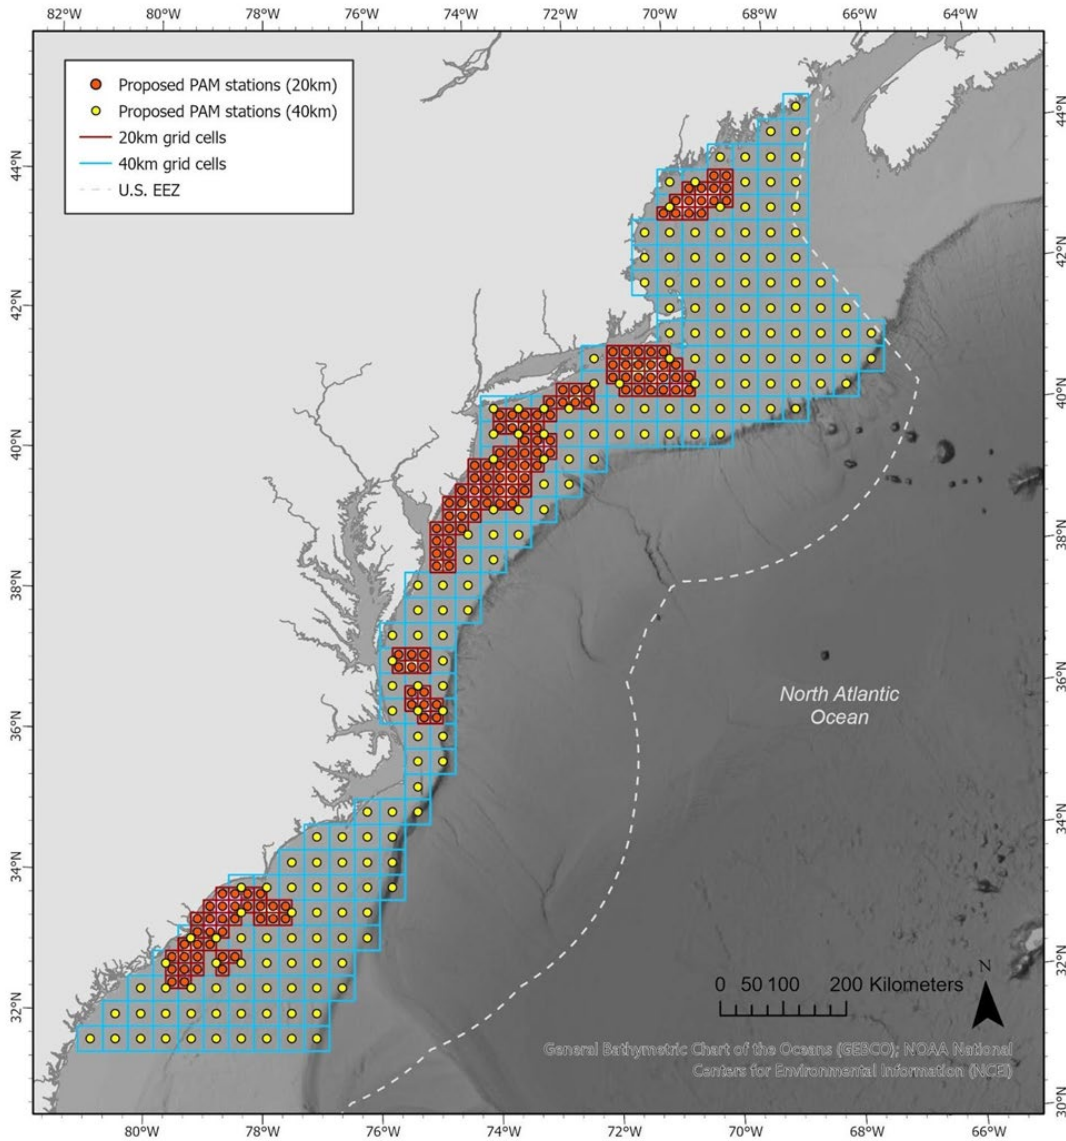 82°W 80°W 78°W 76°W 74°W 72°W 70°W 68°W 66°W 64°W
Proposed PAM stations (20km)
Proposed PAM stations (40km)
20km grid cells
40km grid cells
U.S. EEZ
44°N
44°N
42°N
42°N
40°N
40°N
38°N
38°N
36°N
North Atlantic
Ocean
36°N
34°N
34°N
32°N
N
0 50 100 200 Kilometers
32°N
General Bathymetric Chart of the Oceans (GEBCO); NOAA National
Centers for Environmental Information (NCEI)
30°N
80°W 78°W 76°W 74°W 72°W 70°W 68°W 66°W